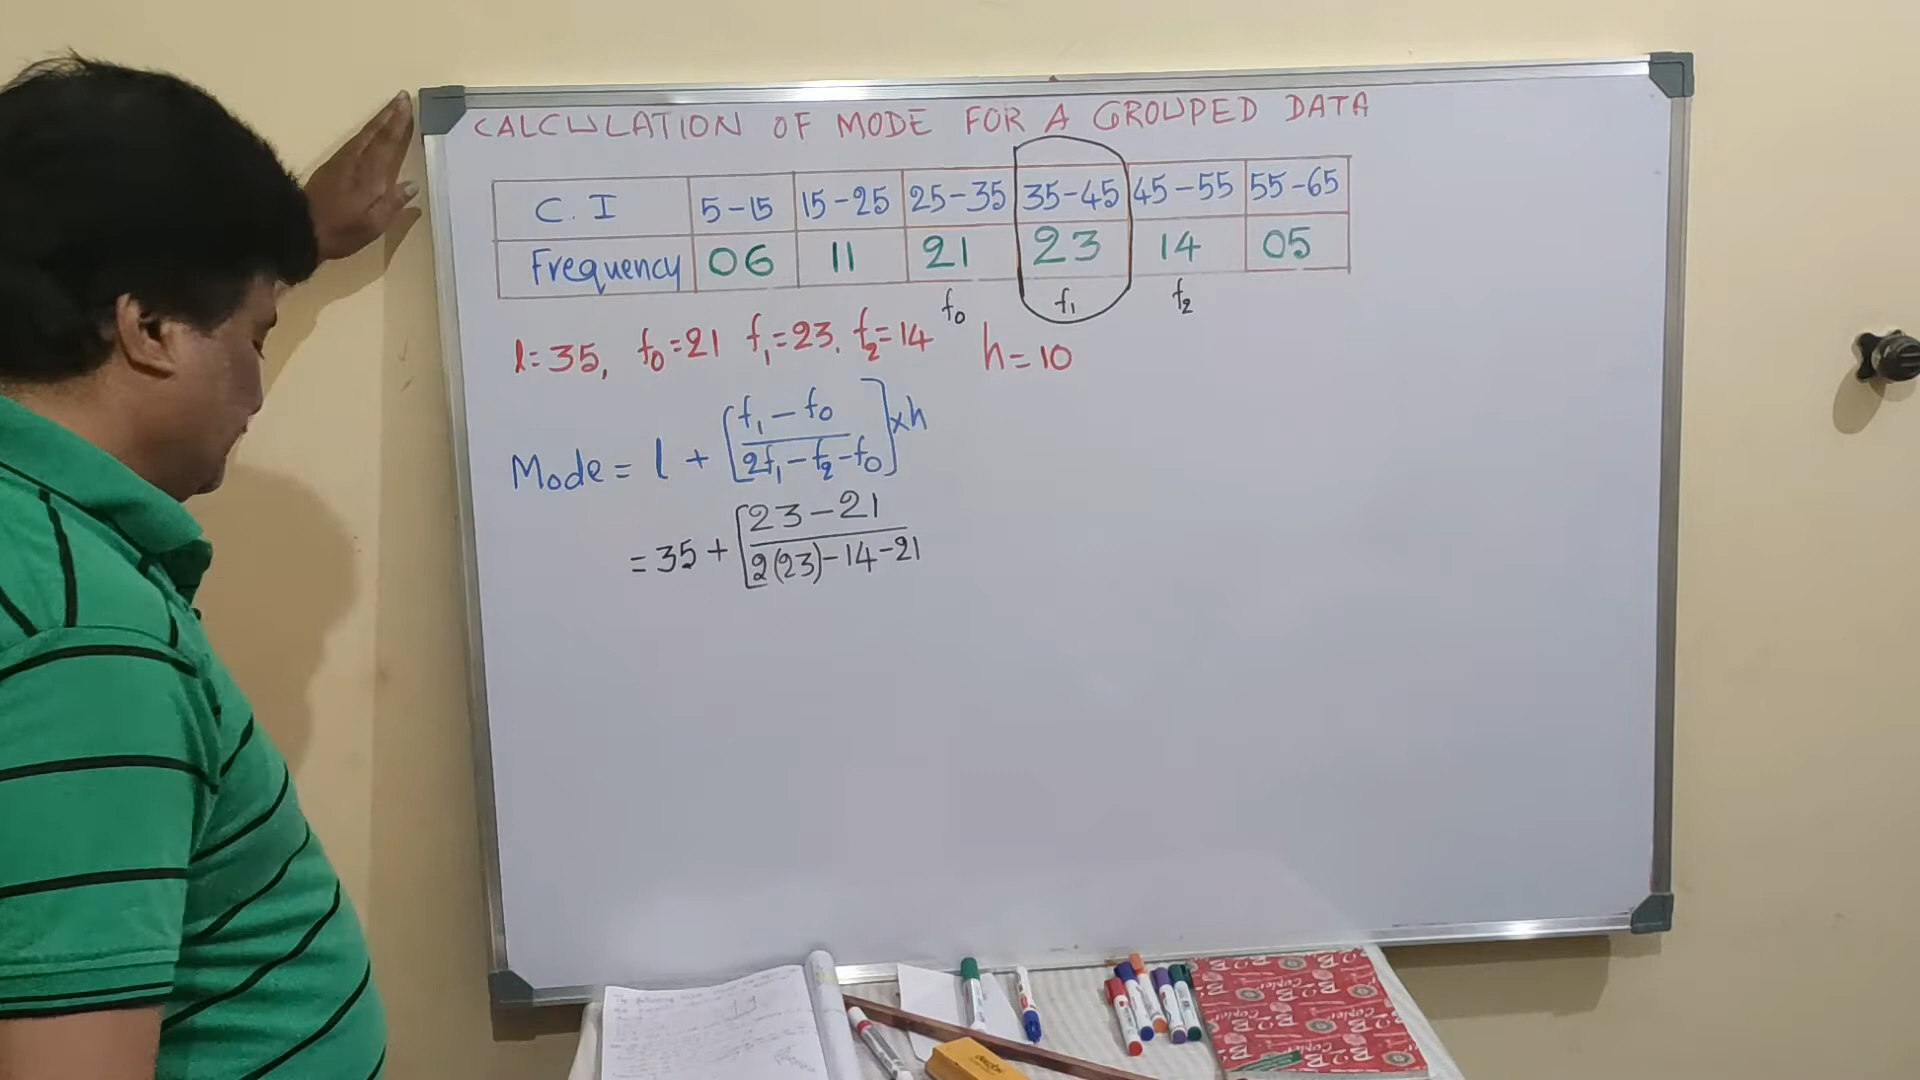 CALCULATION OF MODE FOR A GROUPED DATA
C.I 5-15 15-25 25-35 35-45 45-55 55-65
Frequency 06 11 21 23 14 05
f₀ f₁ f₂
l=35, f₀=21 f₁=23. f₂=14 h=10
Mode = l + [f₁-f₀ / 2f₁-f₂-f₀]xh
= 35 + [23-21 / 2(23)-14-21